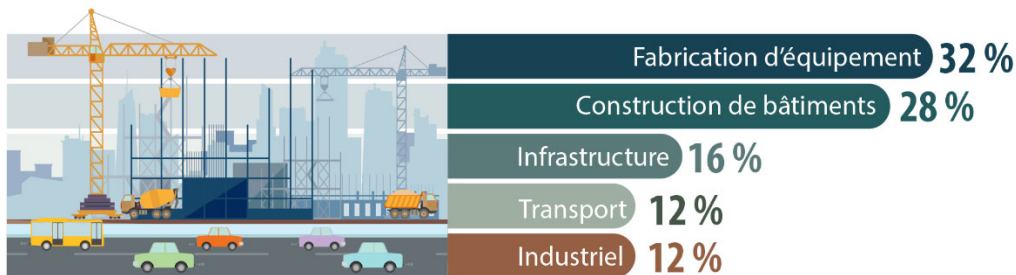 Fabrication d'équipement 32 %
Construction de bâtiments 28 %
Infrastructure 16 %
Transport 12 %
Industriel 12 %